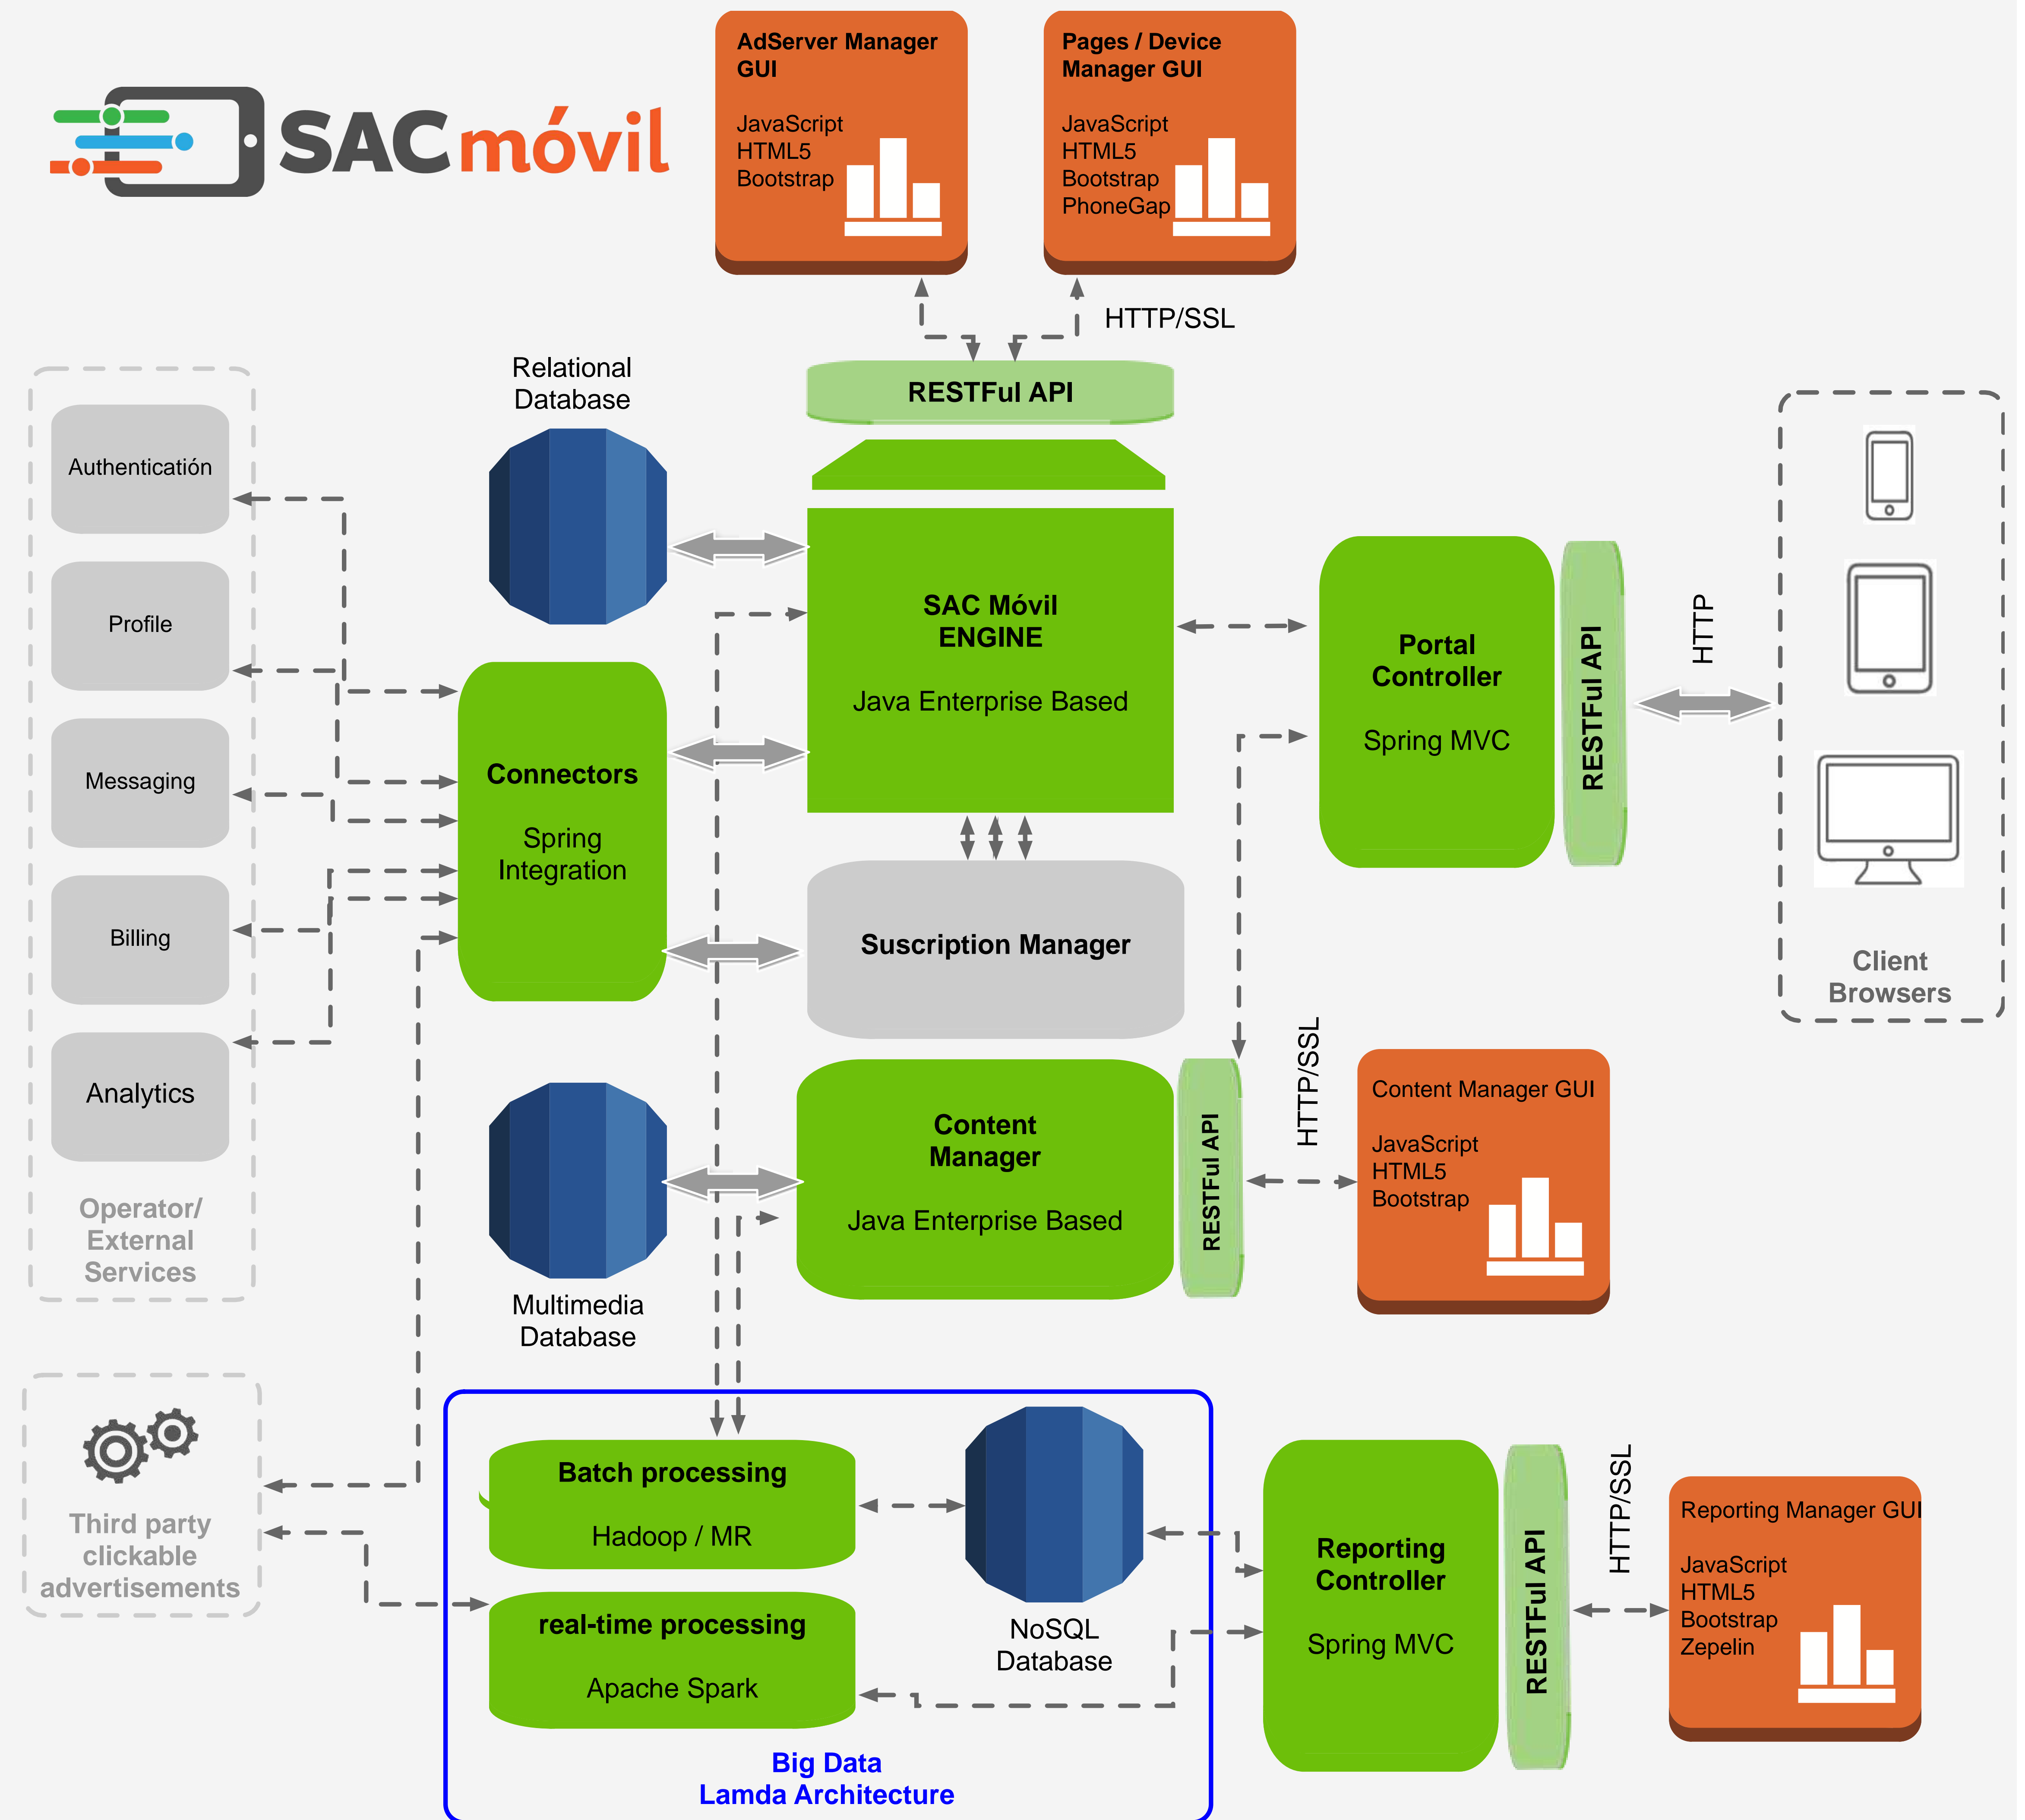 SACmóvil
AdServer Manager
GUI
JavaScript
HTML5
Bootstrap
Pages / Device
Manager GUI
JavaScript
HTML5
Bootstrap
PhoneGap
HTTP/SSL
RESTFul API
Relational
Database
Authenticatión
Profile
Messaging
Billing
Analytics
Operator/
External
Services
Connectors
Spring
Integration
SAC Móvil
ENGINE
Java Enterprise Based
Suscription Manager
Portal
Controller
Spring MVC
RESTFul API
HTTP
Client
Browsers
Multimedia
Database
Content
Manager
Java Enterprise Based
RESTFul API
HTTP/SSL
Content Manager GUI
JavaScript
HTML5
Bootstrap
Third party
clickable
advertisements
Batch processing
Hadoop / MR
real-time processing
Apache Spark
NoSQL
Database
Big Data
Lamda Architecture
Reporting
Controller
Spring MVC
RESTFul API
HTTP/SSL
Reporting Manager GUI
JavaScript
HTML5
Bootstrap
Zepelin